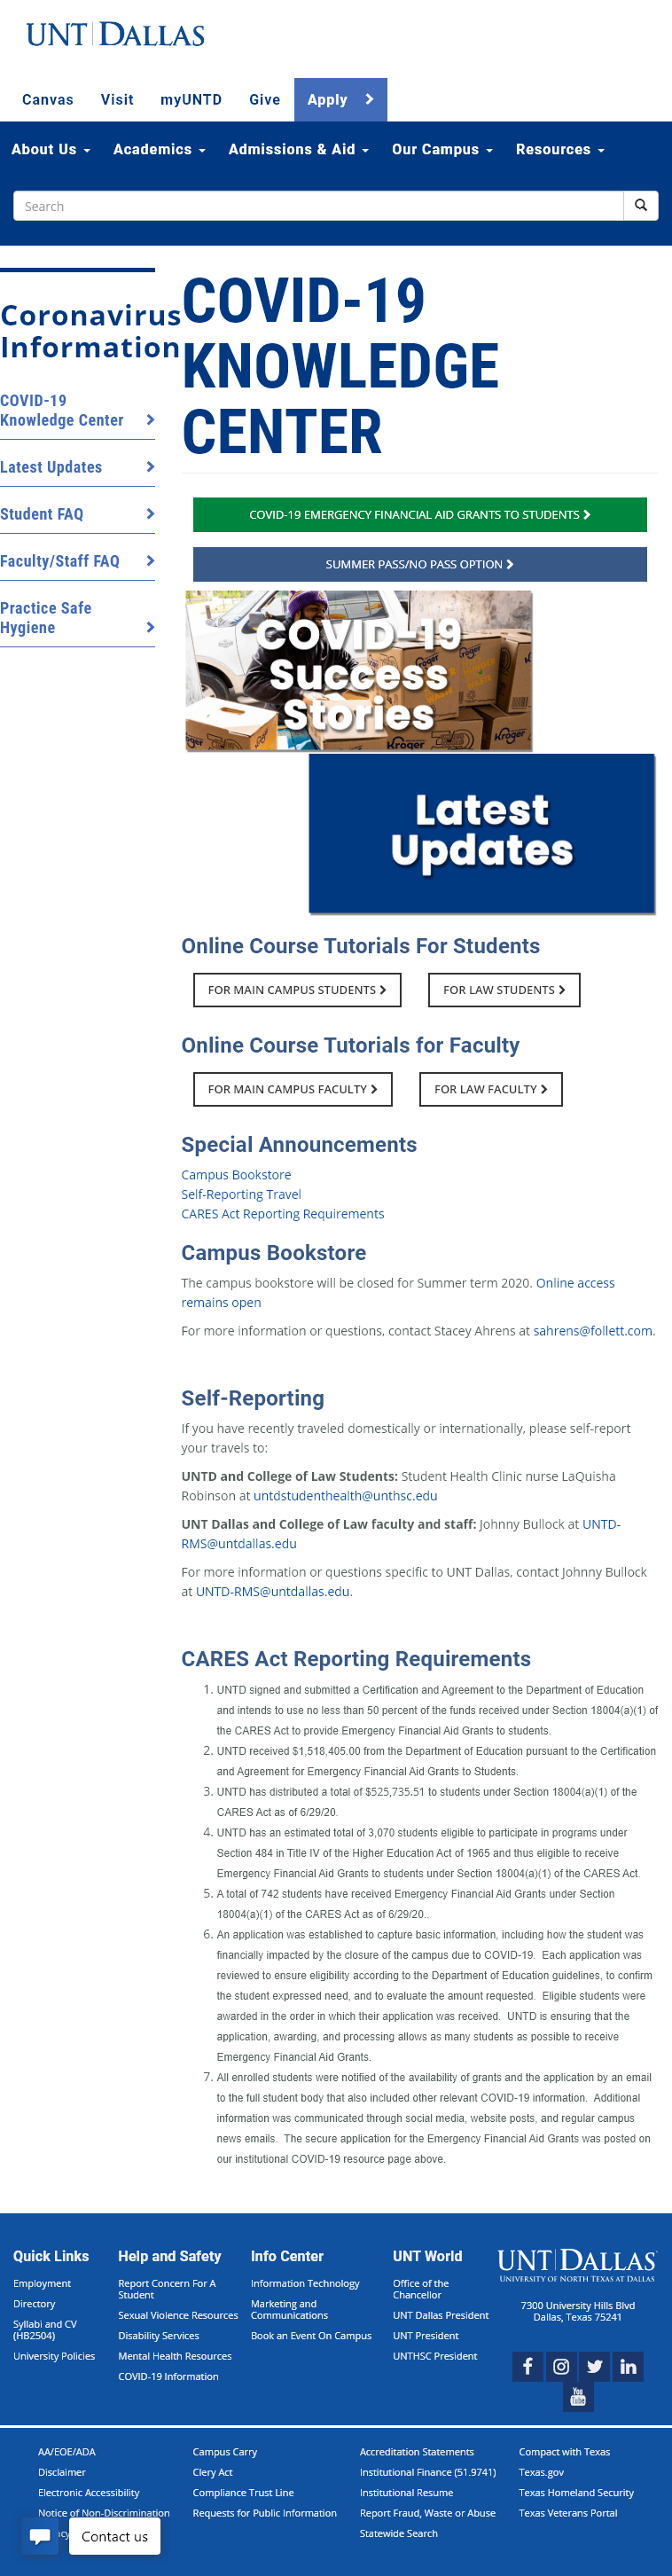 UNT DALLAS
Canvas Visit myUNTD Give Apply
About Us Academics Admissions & Aid Our Campus Resources
Search
Coronavirus
Information
COVID-19
Knowledge Center
Latest Updates
Student FAQ
Faculty/Staff FAQ
Practice Safe
Hygiene
COVID-19
KNOWLEDGE
CENTER
COVID-19 EMERGENCY FINANCIAL AID GRANTS TO STUDENTS
SUMMER PASS/NO PASS OPTION
COVID-19
Success
Stories
Kroger
Kroger
Kroger
Latest
Updates
Online Course Tutorials For Students
FOR MAIN CAMPUS STUDENTS FOR LAW STUDENTS
Online Course Tutorials for Faculty
FOR MAIN CAMPUS FACULTY FOR LAW FACULTY
Special Announcements
Campus Bookstore
Self-Reporting Travel
CARES Act Reporting Requirements
Campus Bookstore
The campus bookstore will be closed for Summer term 2020. Online access
remains open
For more information or questions, contact Stacey Ahrens at sahrens@follett.com.
Self-Reporting
If you have recently traveled domestically or internationally, please self-report
your travels to:
UNTD and College of Law Students: Student Health Clinic nurse LaQuisha
Robinson at untdstudenthealth@unthsc.edu
UNT Dallas and College of Law faculty and staff: Johnny Bullock at UNTD-
RMS@untdallas.edu
For more information or questions specific to UNT Dallas, contact Johnny Bullock
at UNTD-RMS@untdallas.edu.
CARES Act Reporting Requirements
1. UNTD signed and submitted a Certification and Agreement to the Department of Education
and intends to use no less than 50 percent of the funds received under Section 18004(a)(1) of
the CARES Act to provide Emergency Financial Aid Grants to students.
2. UNTD received $1,518,405.00 from the Department of Education pursuant to the Certification
and Agreement for Emergency Financial Aid Grants to Students.
3. UNTD has distributed a total of $525,735.51 to students under Section 18004(a)(1) of the
CARES Act as of 6/29/20.
4. UNTD has an estimated total of 3,070 students eligible to participate in programs under
Section 484 in Title IV of the Higher Education Act of 1965 and thus eligible to receive
Emergency Financial Aid Grants to students under Section 18004(a)(1) of the CARES Act.
5. A total of 742 students have received Emergency Financial Aid Grants under Section
18004(a)(1) of the CARES Act as of 6/29/20..
6. An application was established to capture basic information, including how the student was
financially impacted by the closure of the campus due to COVID-19. Each application was
reviewed to ensure eligibility according to the Department of Education guidelines, to confirm
the student expressed need, and to evaluate the amount requested. Eligible students were
awarded in the order in which their application was received. UNTD is ensuring that the
application, awarding, and processing allows as many students as possible to receive
Emergency Financial Aid Grants.
7. All enrolled students were notified of the availability of grants and the application by an email
to the full student body that also included other relevant COVID-19 information. Additional
information was communicated through social media, website posts, and regular campus
news emails. The secure application for the Emergency Financial Aid Grants was posted on
our institutional COVID-19 resource page above.
Quick Links
Employment
Directory
Syllabi and CV
(HB2504)
University Policies
Help and Safety
Report Concern For A
Student
Sexual Violence Resources
Disability Services
Mental Health Resources
COVID-19 Information
Info Center
Information Technology
Marketing and
Communications
Book an Event On Campus
UNT World
Office of the
Chancellor
UNT Dallas President
UNT President
UNTHSC President
UNT DALLAS
UNIVERSITY OF NORTH TEXAS AT DALLAS
7300 University Hills Blvd
Dallas, Texas 75241
You Tube
AA/EOE/ADA
Disclaimer
Electronic Accessibility
Notice of Non-Discrimination
Campus Carry
Clery Act
Compliance Trust Line
Requests for Public Information
Accreditation Statements
Institutional Finance (51.9741)
Institutional Resume
Report Fraud, Waste or Abuse
Statewide Search
Compact with Texas
Texas.gov
Texas Homeland Security
Texas Veterans Portal
Contact us